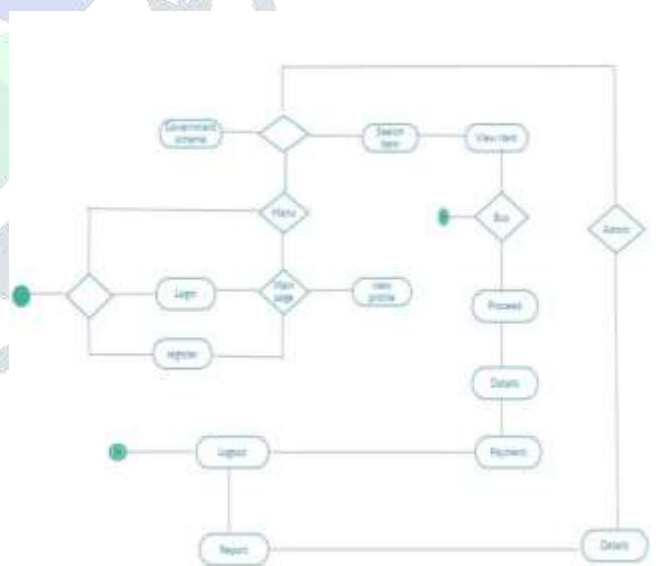 Government
scheme
Search
item
View item
Menu
Buy
Admin
Login
Main
page
View
profile
Proceed
register
Details
Logout
Payment
Report
Details